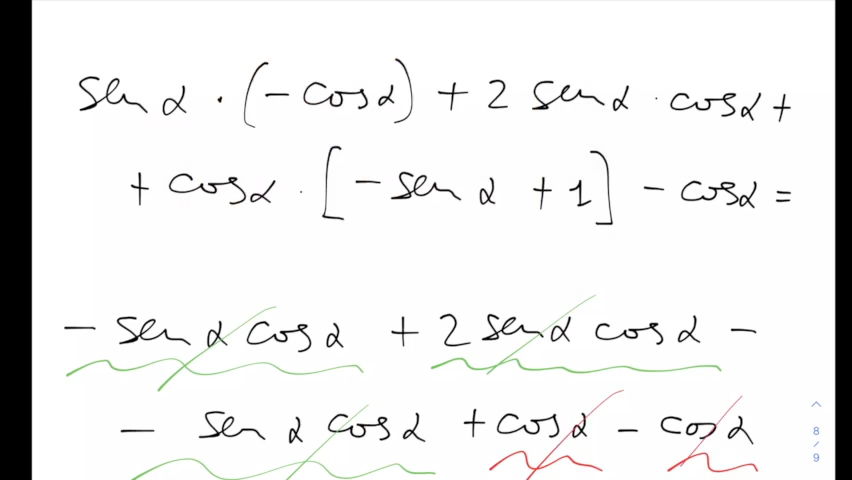 sen α · (- cos α) + 2 sen α · cos α +
+ cos α · [- sen α + 1] - cos α =
- sen α cos α + 2 sen α cos α -
- sen α cos α + cos α - cos α
8 / 9